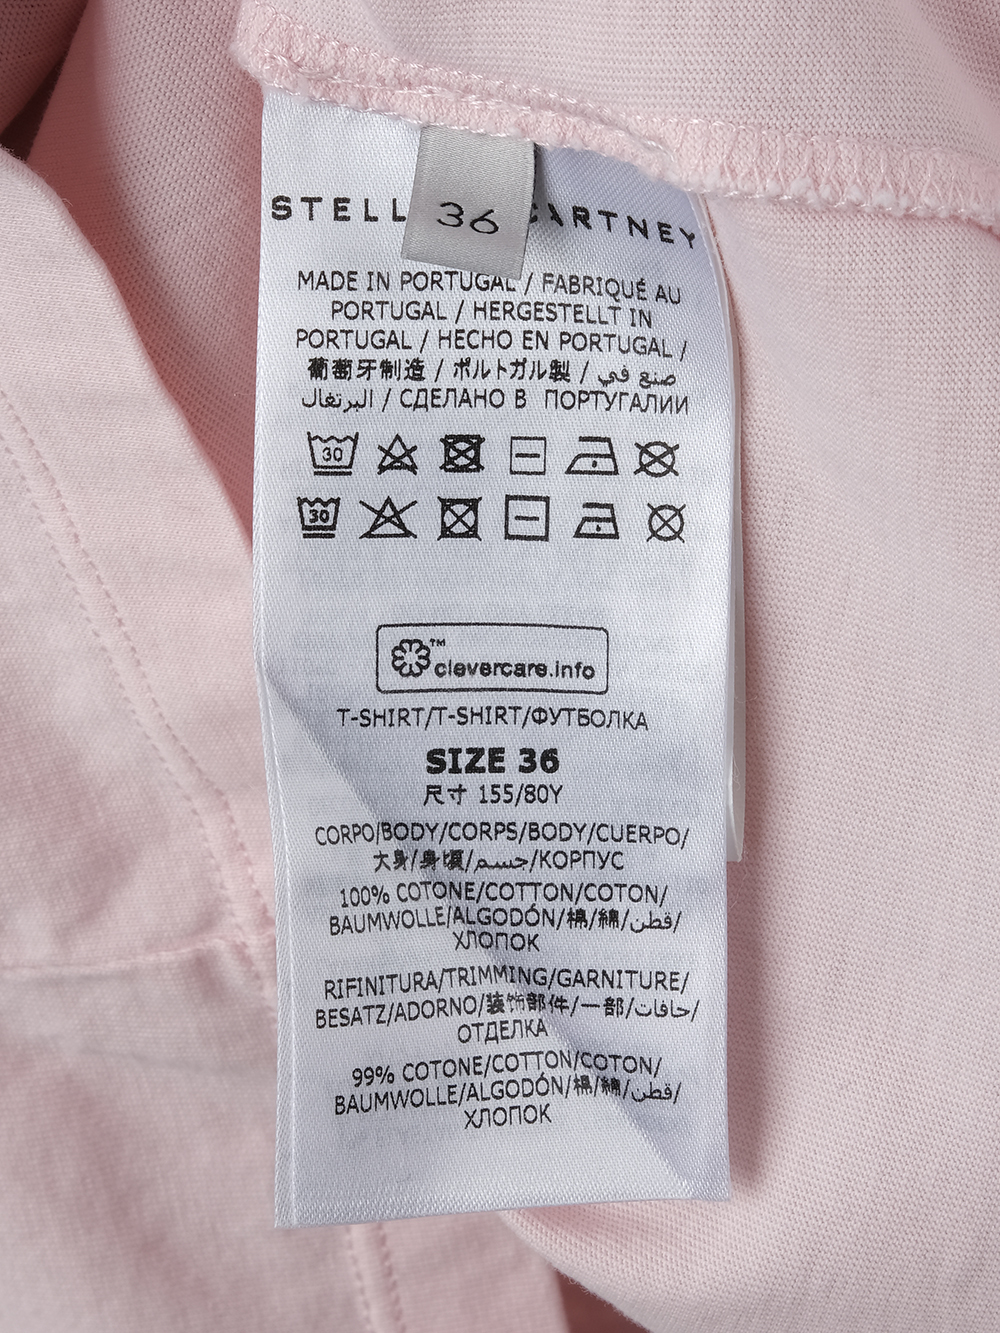 STELL CARTNEY
36
MADE IN PORTUGAL / FABRIQUÉ AU
PORTUGAL / HERGESTELLT IN
PORTUGAL / HECHO EN PORTUGAL /
葡萄牙制造 / ポルトガル製 / صنع في
البرتغال / СДЕЛАНО В ПОРТУГАЛИИ
30
30
™
clevercare.info
T-SHIRT/T-SHIRT/ФУТБОЛКА
SIZE 36
尺寸 155/80Y
CORPO/BODY/CORPS/BODY/CUERPO/
大身/身頃/جسم/КОРПУС
100% COTONE/COTTON/COTON/
BAUMWOLLE/ALGODÓN/棉/綿/قطن/
ХЛОПОК
RIFINITURA/TRIMMING/GARNITURE/
BESATZ/ADORNO/装饰部件/一部/حافات/
ОТДЕЛКА
99% COTONE/COTTON/COTON/
BAUMWOLLE/ALGODÓN/棉/綿/قطن/
ХЛОПОК